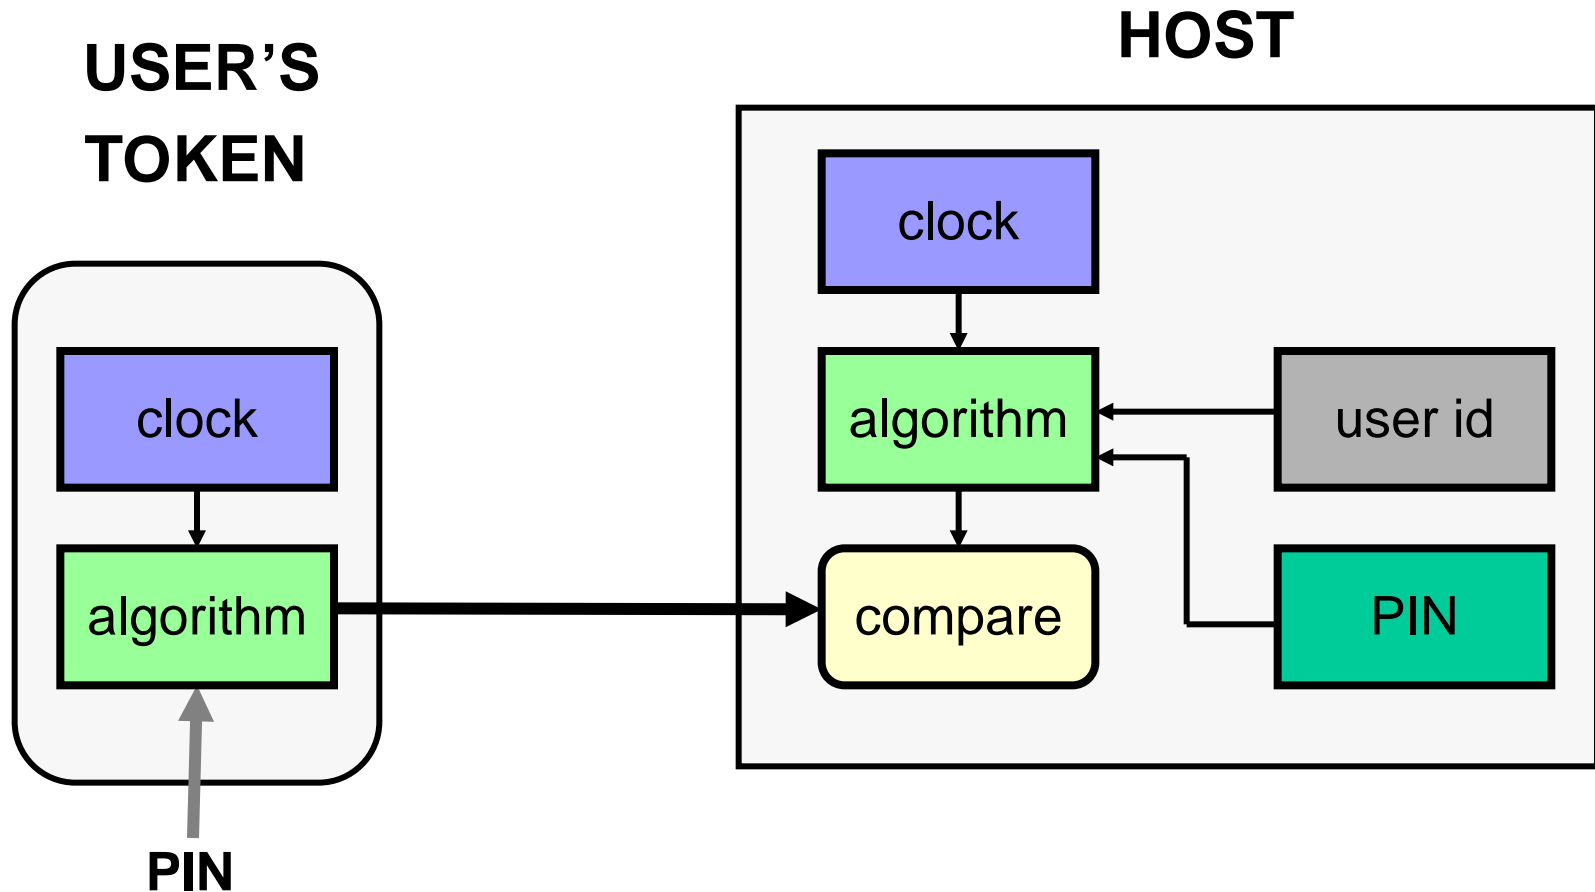 USER’S
TOKEN
clock
algorithm
PIN
HOST
clock
algorithm
user id
compare
PIN